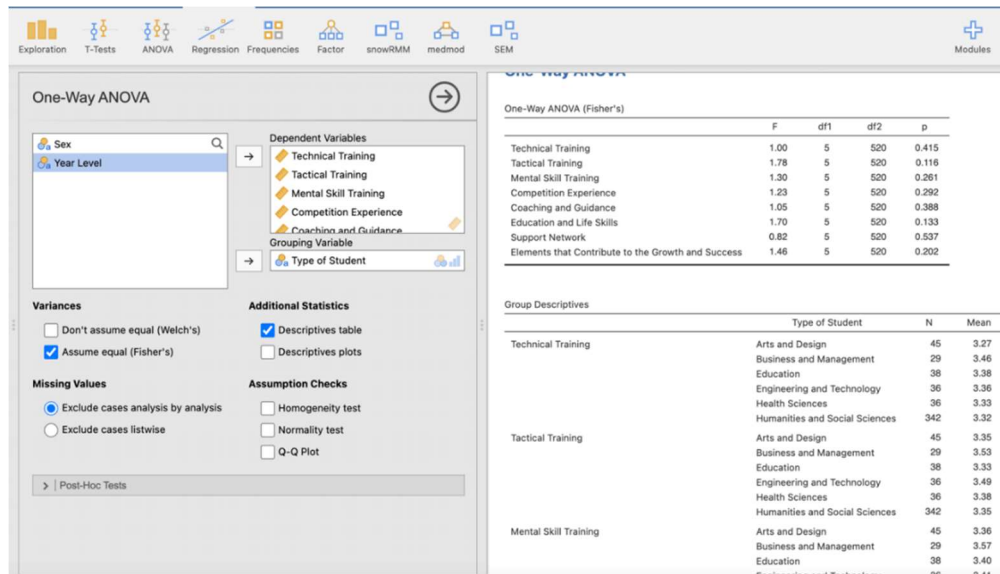 Exploration T-Tests ANOVA Regression Frequencies Factor snowRMM medmod SEM Modules
One-Way ANOVA
Sex
Year Level
Dependent Variables
Technical Training
Tactical Training
Mental Skill Training
Competition Experience
Coaching and Guidance
Grouping Variable
Type of Student
Variances
Don't assume equal (Welch's)
Assume equal (Fisher's)
Additional Statistics
Descriptives table
Descriptives plots
Missing Values
Exclude cases analysis by analysis
Exclude cases listwise
Assumption Checks
Homogeneity test
Normality test
Q-Q Plot
Post-Hoc Tests
One-Way ANOVA
One-Way ANOVA (Fisher's)
F df1 df2 p
Technical Training 1.00 5 520 0.415
Tactical Training 1.78 5 520 0.116
Mental Skill Training 1.30 5 520 0.261
Competition Experience 1.23 5 520 0.292
Coaching and Guidance 1.05 5 520 0.388
Education and Life Skills 1.70 5 520 0.133
Support Network 0.82 5 520 0.537
Elements that Contribute to the Growth and Success 1.46 5 520 0.202
Group Descriptives
Type of Student N Mean
Technical Training Arts and Design 45 3.27
Business and Management 29 3.46
Education 38 3.38
Engineering and Technology 36 3.36
Health Sciences 36 3.33
Humanities and Social Sciences 342 3.32
Tactical Training Arts and Design 45 3.35
Business and Management 29 3.53
Education 38 3.33
Engineering and Technology 36 3.49
Health Sciences 36 3.38
Humanities and Social Sciences 342 3.35
Mental Skill Training Arts and Design 45 3.36
Business and Management 29 3.57
Education 38 3.40